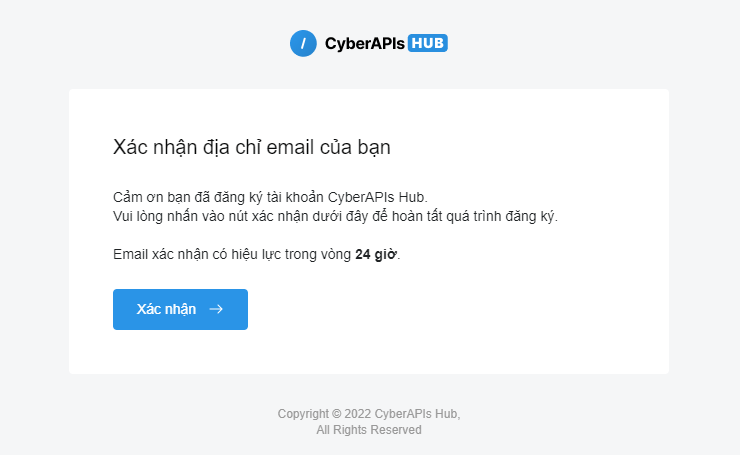 / CyberAPIs HUB
Xác nhận địa chỉ email của bạn
Cảm ơn bạn đã đăng ký tài khoản CyberAPIs Hub.
Vui lòng nhấn vào nút xác nhận dưới đây để hoàn tất quá trình đăng ký.
Email xác nhận có hiệu lực trong vòng 24 giờ.
Xác nhận →
Copyright © 2022 CyberAPIs Hub,
All Rights Reserved